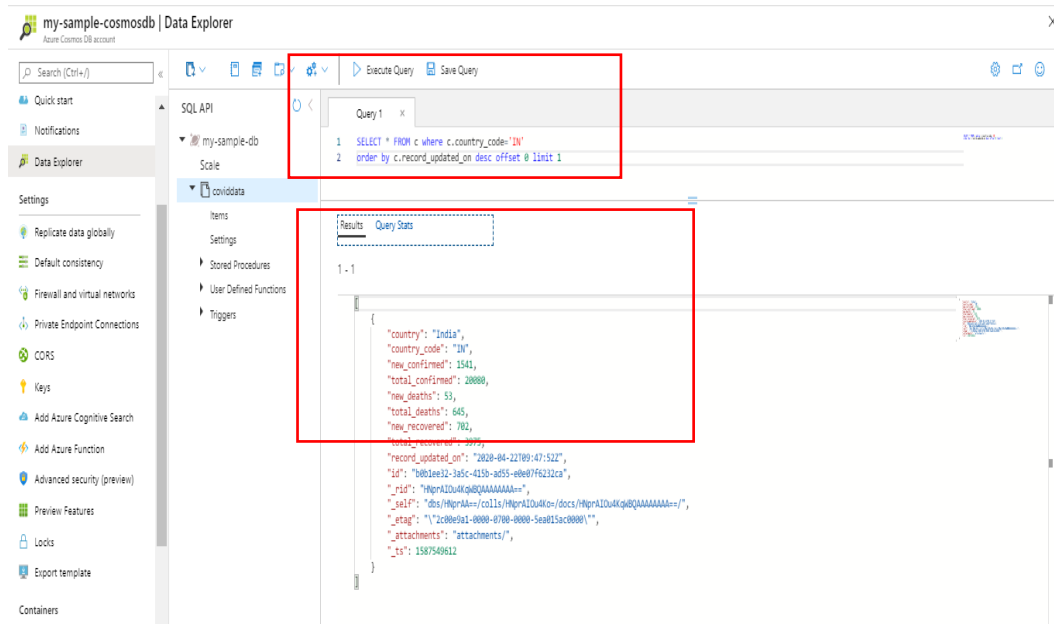 my-sample-cosmosdb | Data Explorer
Azure Cosmos DB account
Search (Ctrl+/)
Quick start
Notifications
Data Explorer
Settings
Replicate data globally
Default consistency
Firewall and virtual networks
Private Endpoint Connections
CORS
Keys
Add Azure Cognitive Search
Add Azure Function
Advanced security (preview)
Preview Features
Locks
Export template
Containers
SQL API
my-sample-db
Scale
coviddata
Items
Settings
Stored Procedures
User Defined Functions
Triggers
Execute Query
Save Query
Query 1
1 SELECT * FROM c where c.country_code='IN'
2 order by c.record_updated_on desc offset 0 limit 1
Results Query Stats
1 - 1
[
{
"country": "India",
"country_code": "IN",
"new_confirmed": 1541,
"total_confirmed": 20080,
"new_deaths": 53,
"total_deaths": 645,
"new_recovered": 702,
"total_recovered": 3975,
"record_updated_on": "2020-04-22T09:47:52Z",
"id": "b0b1ee32-3a5c-415b-ad55-e0e07f6232ca",
"_rid": "HNprAIOu4KqWBQAAAAAAAA==",
"_self": "dbs/HNprAA==/colls/HNprAIOu4Ko=/docs/HNprAIOu4KqWBQAAAAAAAA==/",
"_etag": "\"2c00e9a1-0000-0700-0000-5ea015ac0000\"",
"_attachments": "attachments/",
"_ts": 1587549612
}
]